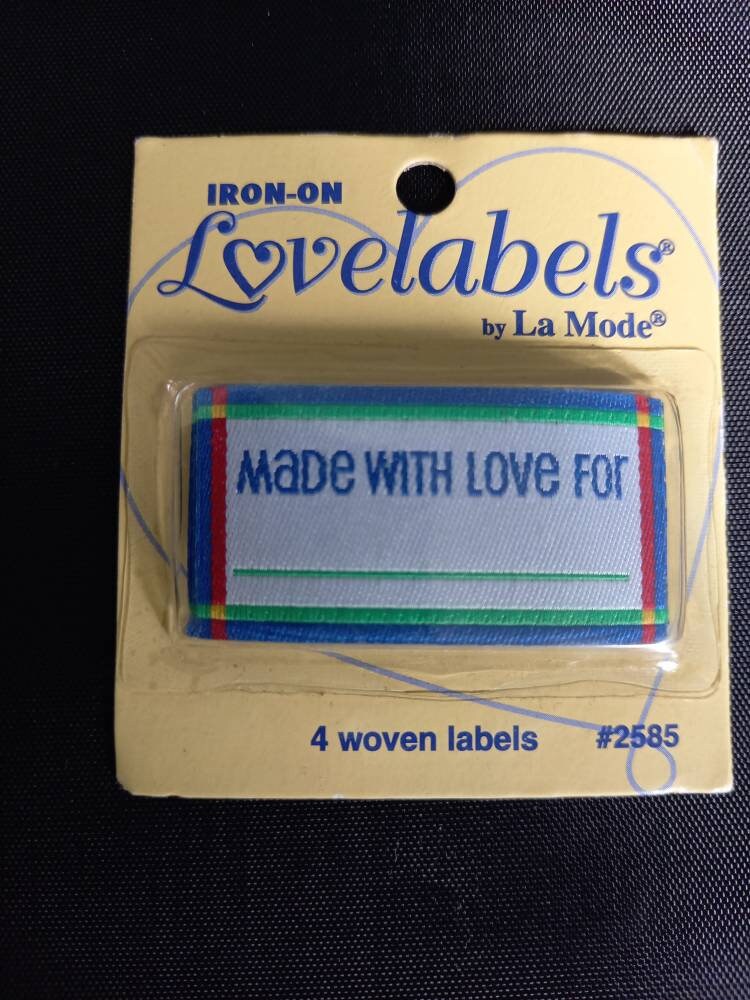 IRON-ON
Lovelabels®
by La Mode®
MaDe WITH LOVe FOr
4 woven labels #2585